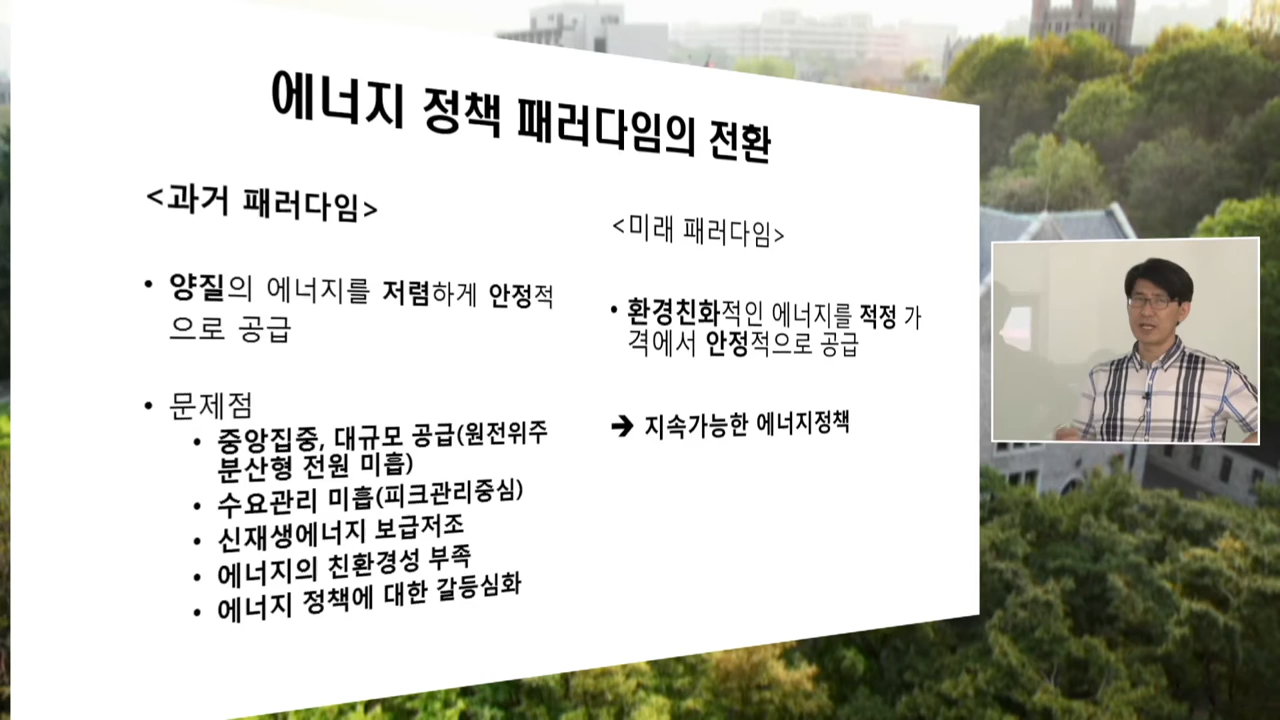 에너지 정책 패러다임의 전환
<과거 패러다임>
• 양질의 에너지를 저렴하게 안정적
으로 공급
• 문제점
• 중앙집중, 대규모 공급(원전위주
분산형 전원 미흡)
• 수요관리 미흡(피크관리중심)
• 신재생에너지 보급저조
• 에너지의 친환경성 부족
• 에너지 정책에 대한 갈등심화
<미래 패러다임>
• 환경친화적인 에너지를 적정 가
격에서 안정적으로 공급
➔ 지속가능한 에너지정책